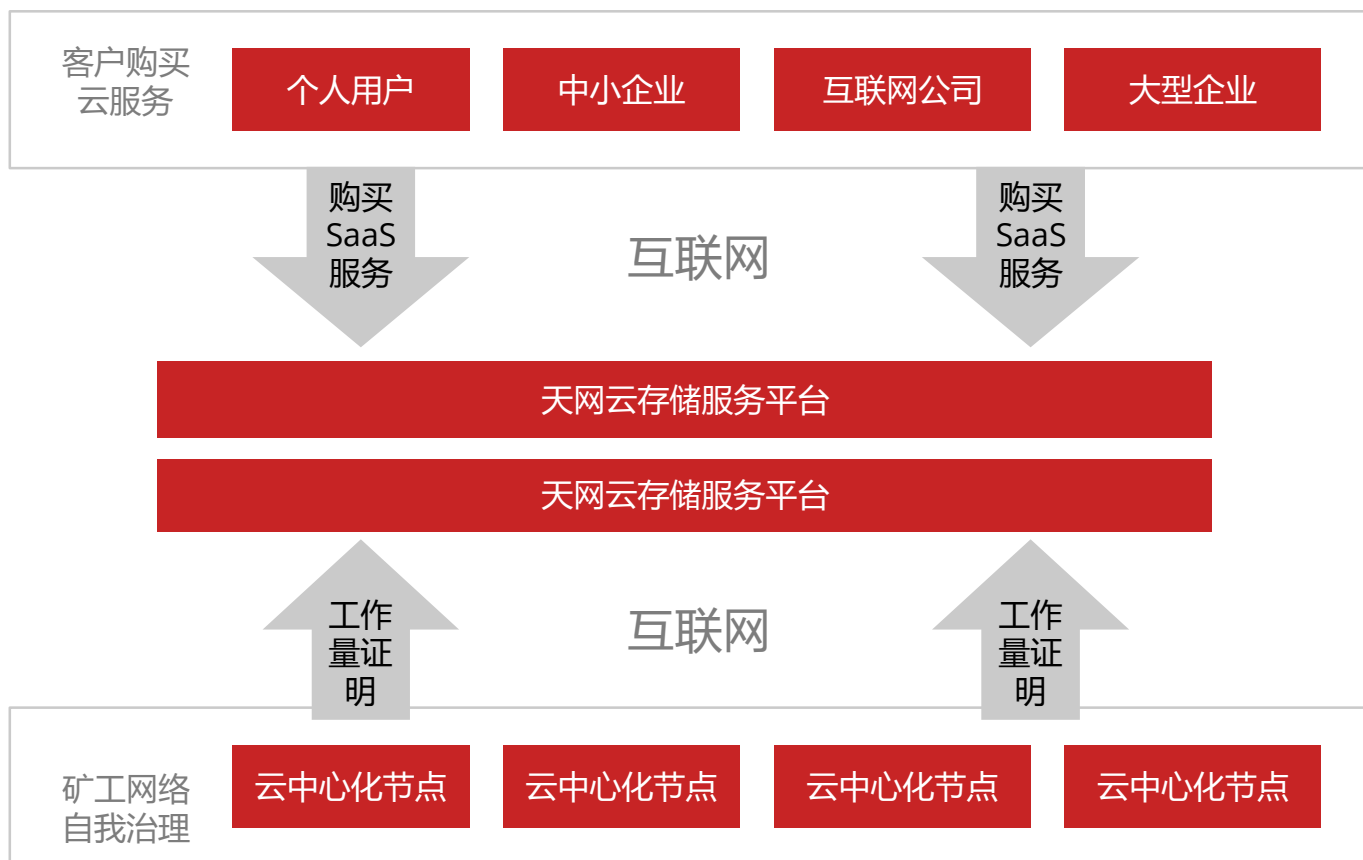 客户购买
云服务
个人用户
中小企业
互联网公司
大型企业
购买
SaaS
服务
互联网
购买
SaaS
服务
天网云存储服务平台
天网云存储服务平台
工作
量证
明
互联网
工作
量证
明
矿工网络
自我治理
云中心化节点
云中心化节点
云中心化节点
云中心化节点